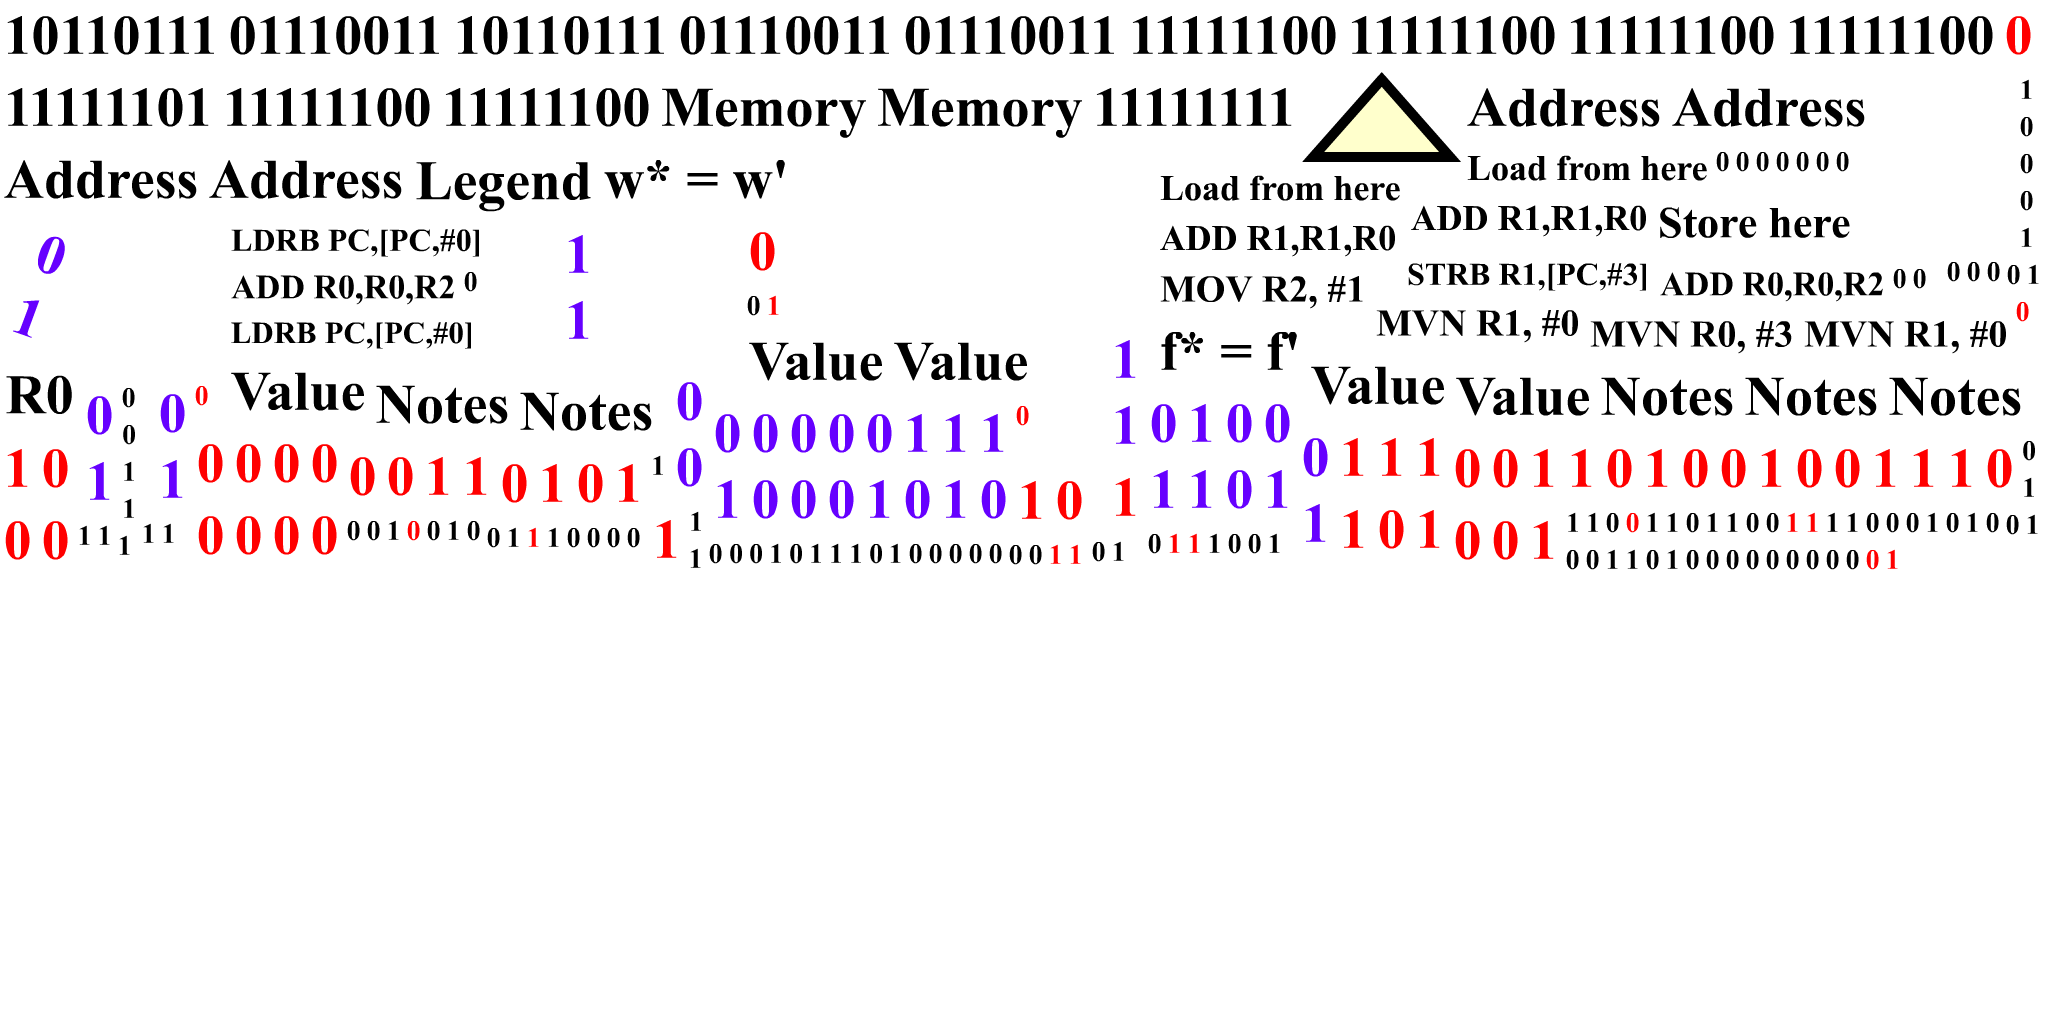 10110111 01110011 10110111 01110011 01110011 11111100 11111100 11111100 11111100 0
11111101 11111100 11111100 Memory Memory 11111111 Address Address 1
0
Load from here 0 0 0 0 0 0 0 0
Address Address Legend w* = w' Load from here
0
ADD R1,R1,R0 Store here
0 LDRB PC,[PC,#0] 1 0 ADD R1,R1,R0 1
STRB R1,[PC,#3] ADD R0,R0,R2 0 0 0 0 0 0 1
ADD R0,R0,R2 0 MOV R2, #1
1 LDRB PC,[PC,#0] 1 0 1 MVN R1, #0 MVN R0, #3 MVN R1, #0 0
Value Value 1 f* = f'
R0 0 0 0 0 Value Notes Notes 0 Value Value Notes Notes Notes
0 0 0 0 0 0 1 1 1 0 1 0 1 0 0
1 0 1 1 1 0 0 0 0 0 0 1 1 0 1 0 1 1 0 0 1 1 1 0 0 1 1 0 1 0 0 1 0 0 1 1 1 0 0
1 1 0 0 0 1 0 1 0 1 0 1 1 1 0 1 1
0 0 1 1 1 1 1 0 0 0 0 0 0 1 0 0 1 0 0 1 1 1 0 0 0 0 1 1 1 1 0 1 0 0 1 1 1 0 0 1 1 0 1 1 0 0 1 1 1 1 0 0 0 1 0 1 0 0 1
1 1 0 0 0 1 0 1 1 1 0 1 0 0 0 0 0 0 0 1 1 0 1 0 1 1 1 0 0 1 0 0 1 1 0 1 0 0 0 0 0 0 0 0 0 0 1